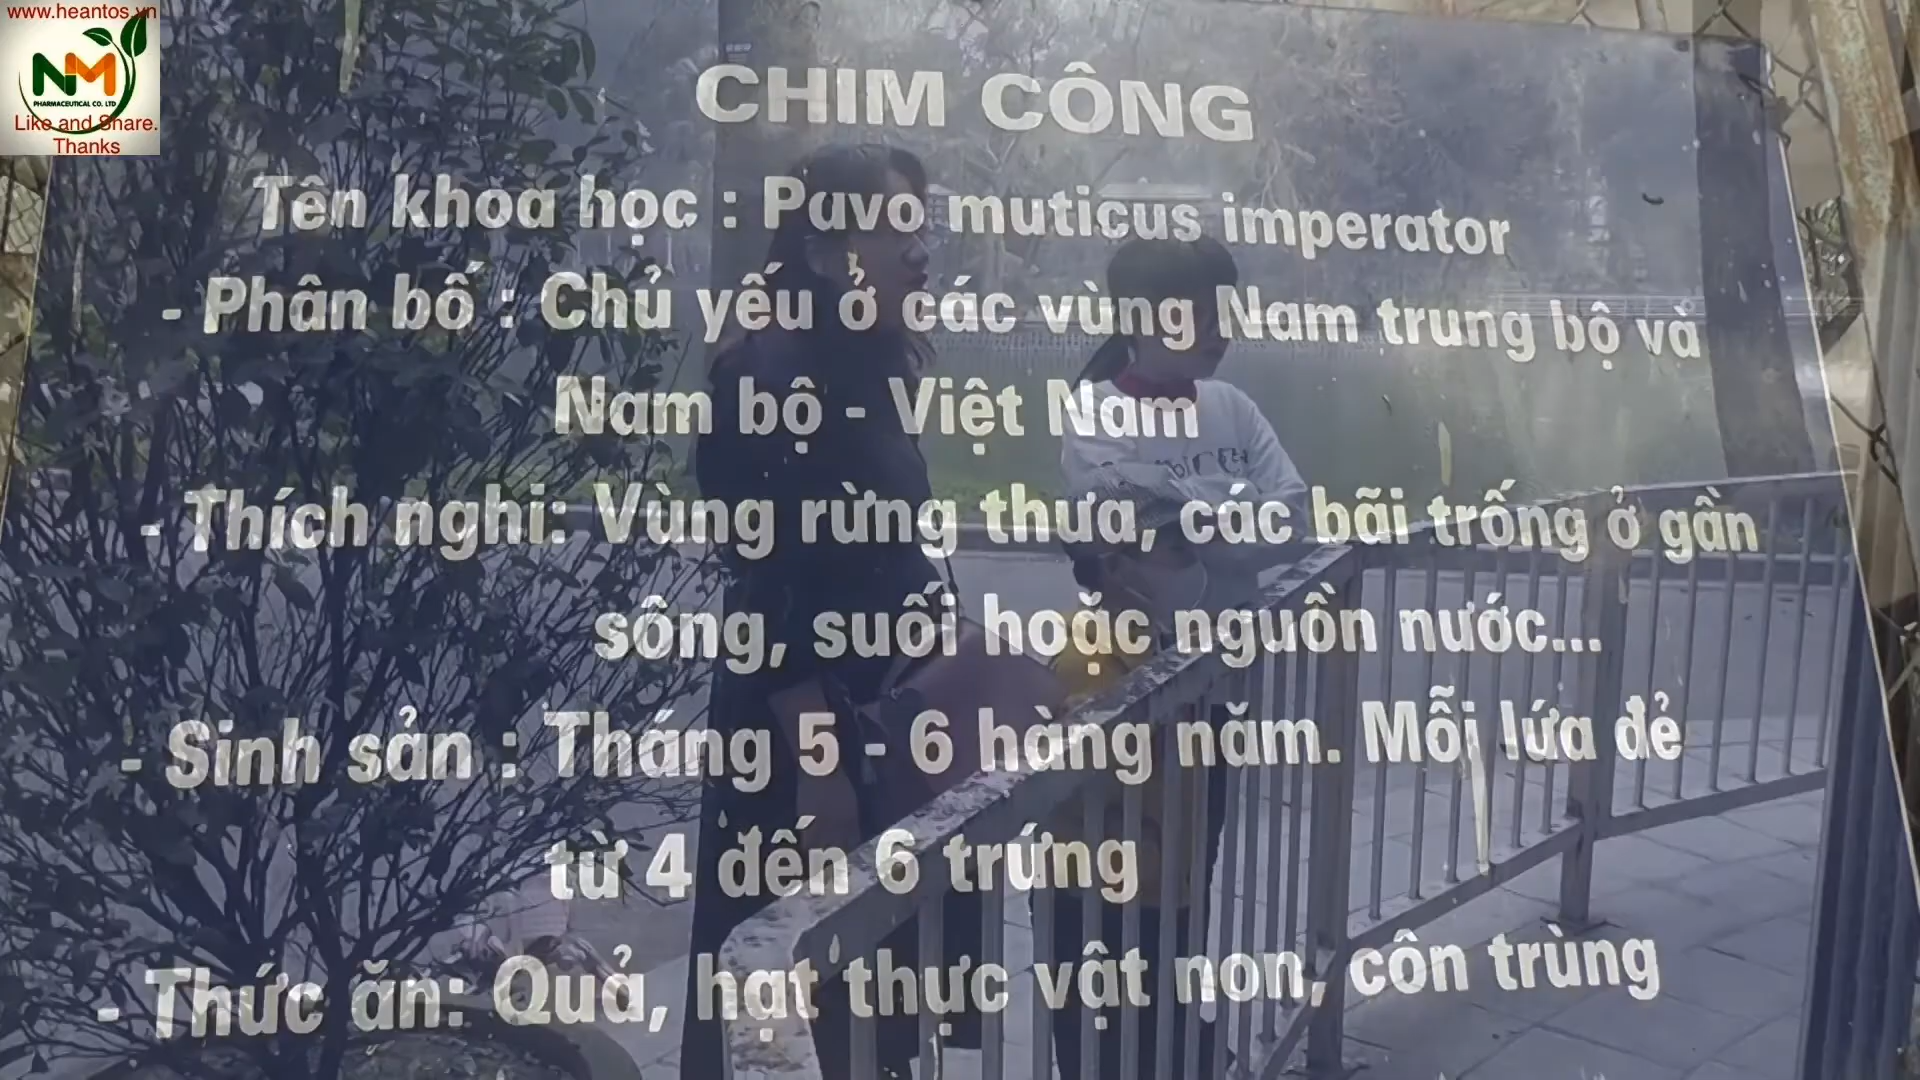 www.heantos.vn
NM
PHARMACEUTICAL CO. LTD
Like and Share.
Thanks
CHIM CÔNG
Tên khoa học : Pavo muticus imperator
- Phân bố : Chủ yếu ở các vùng Nam trung bộ và
Nam bộ - Việt Nam
- Thích nghi: Vùng rừng thưa, các bãi trống ở gần
sông, suối hoặc nguồn nước...
- Sinh sản : Tháng 5 - 6 hàng năm. Mỗi lứa đẻ
từ 4 đến 6 trứng
- Thức ăn: Quả, hạt thực vật non, côn trùng